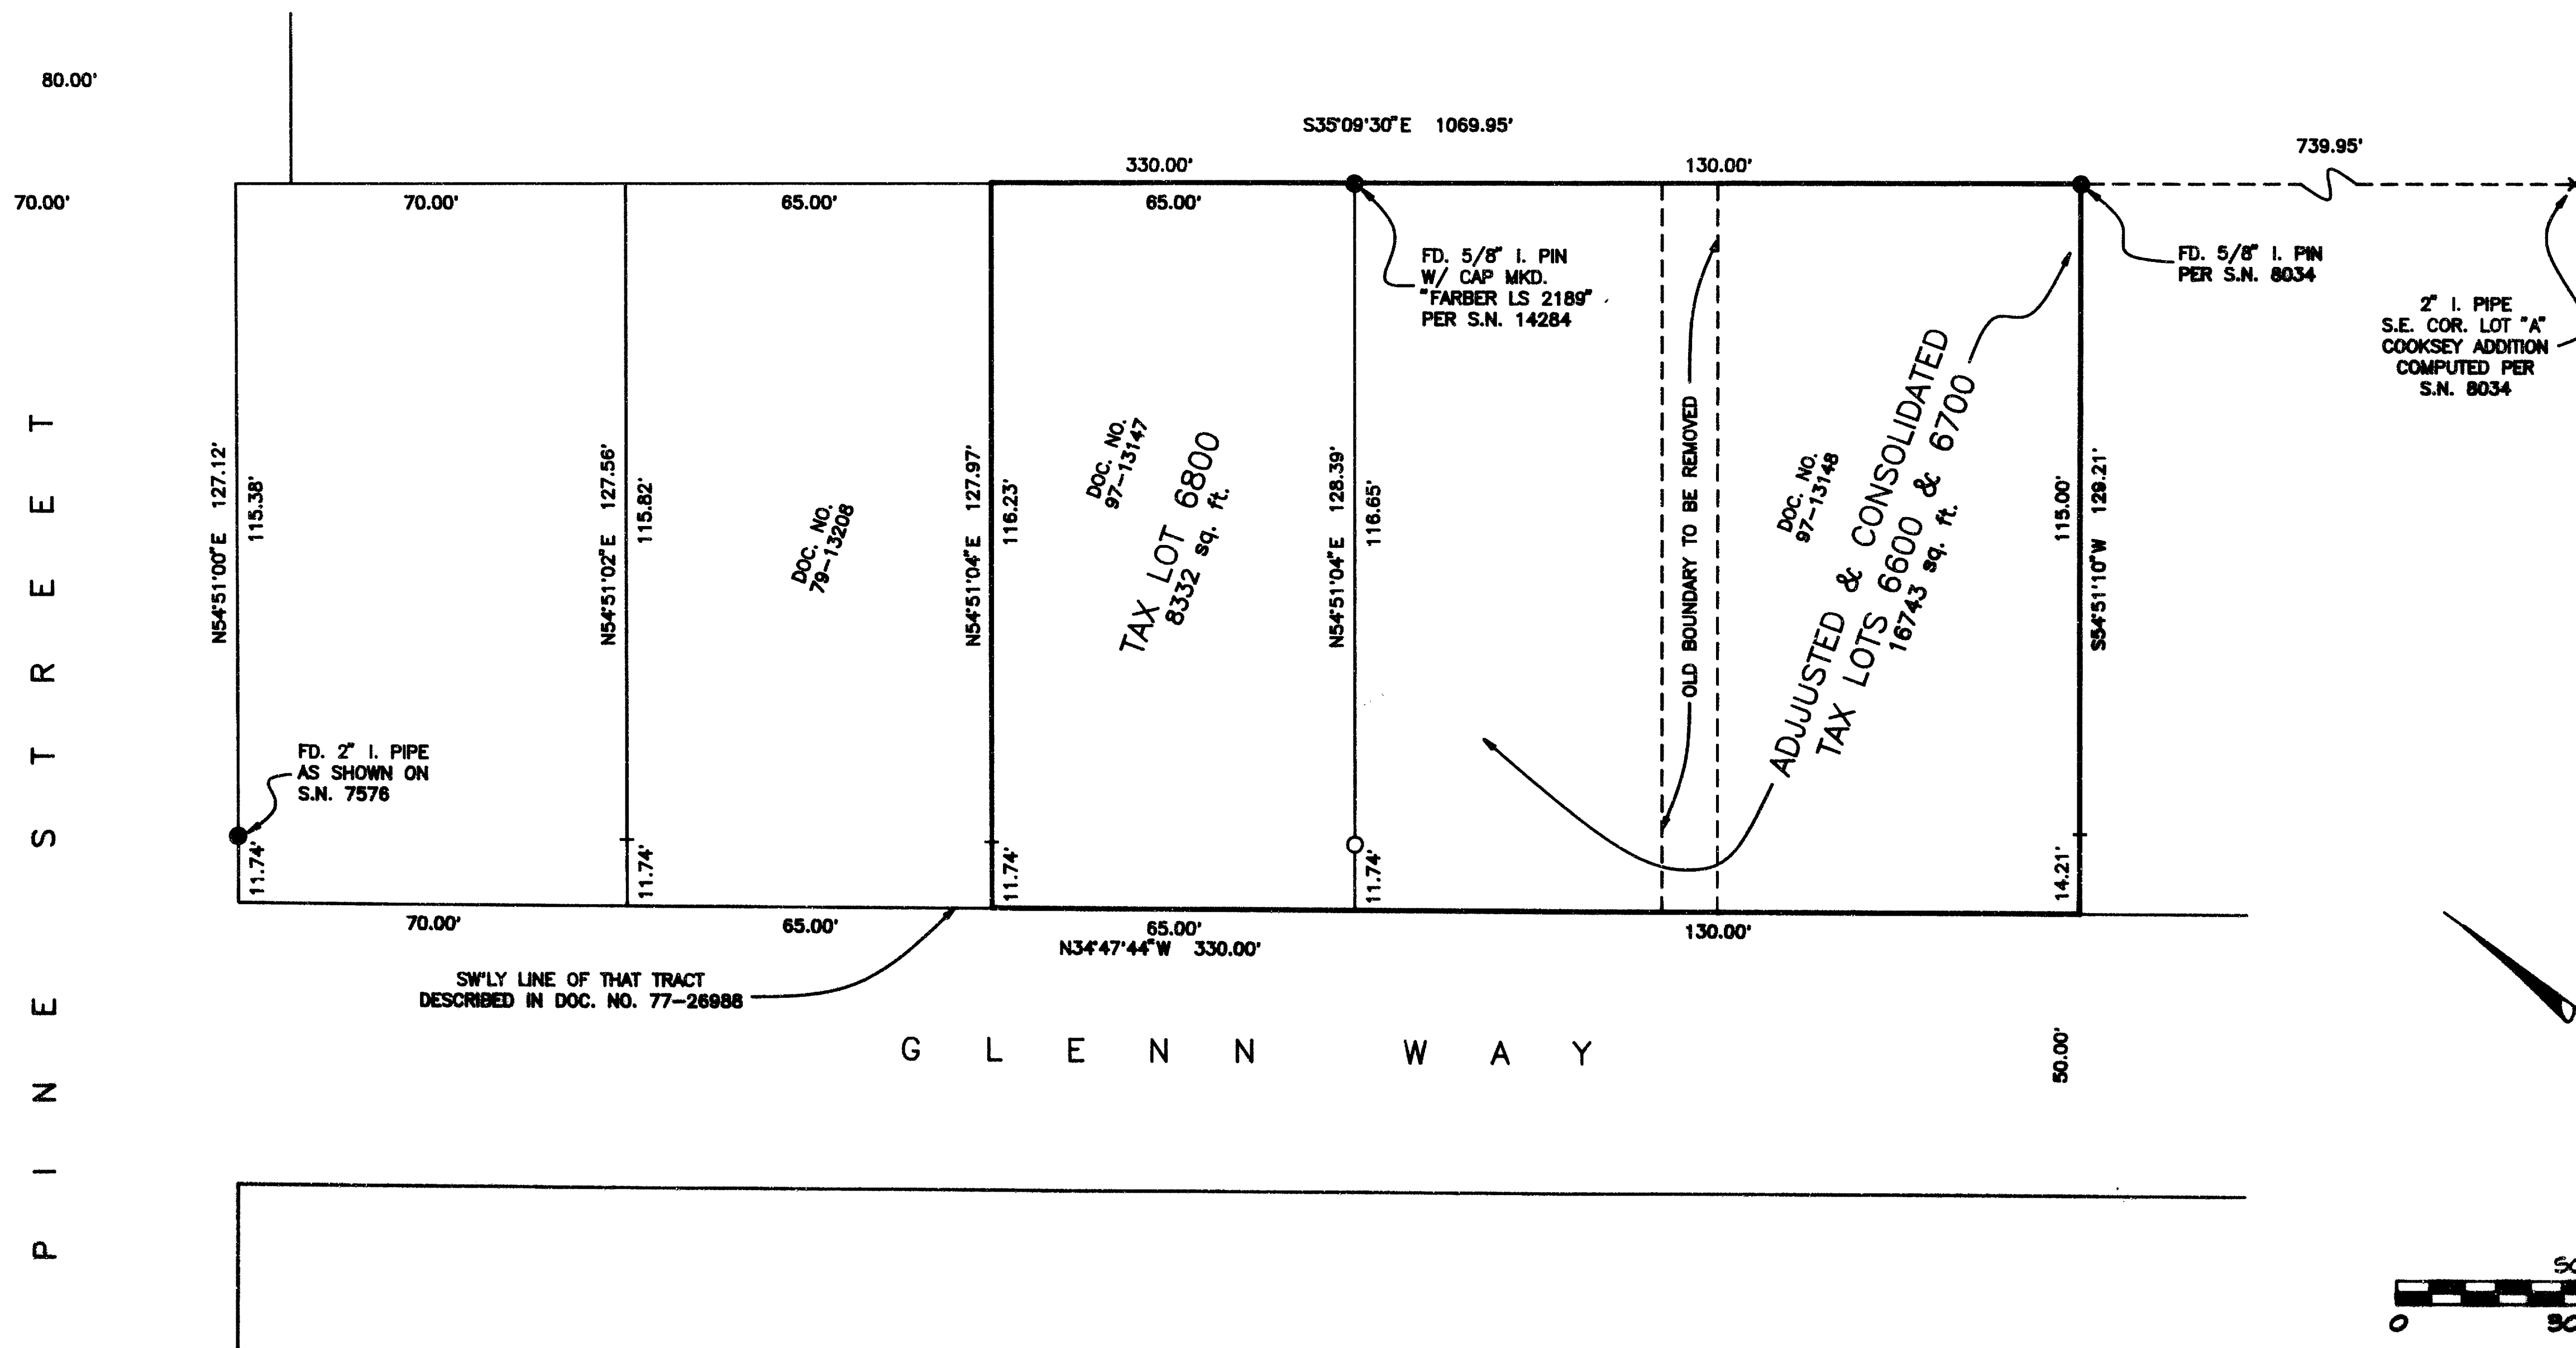 80.00'
S35°09'30"E 1069.95'
739.95'
330.00'
130.00'
70.00'
70.00'
65.00'
65.00'
FD. 5/8" I. PIN
W/ CAP MKD.
"FARBER LS 2189"
PER S.N. 14284
FD. 5/8" I. PIN
PER S.N. 8034
2" I. PIPE
S.E. COR. LOT "A"
COOKSEY ADDITION
COMPUTED PER
S.N. 8034
PINE STREET
N54°51'00"E 127.12'
115.38'
N54°51'02"E 127.56'
115.82'
DOC. NO.
79-13208
N54°51'04"E 127.97'
116.23'
DOC. NO.
97-13147
TAX LOT 6800
8332 sq. ft.
N54°51'04"E 128.39'
116.65'
OLD BOUNDARY TO BE REMOVED
DOC. NO.
97-13148
ADJJUSTED & CONSOLIDATED
TAX LOTS 6600 & 6700
16743 sq. ft.
115.00'
S54°51'10"W 129.21'
FD. 2" I. PIPE
AS SHOWN ON
S.N. 7576
11.74'
11.74'
11.74'
11.74'
14.21'
70.00'
65.00'
65.00'
130.00'
N34°47'44"W 330.00'
SW'LY LINE OF THAT TRACT
DESCRIBED IN DOC. NO. 77-26988
GLENN WAY
50.00'
0